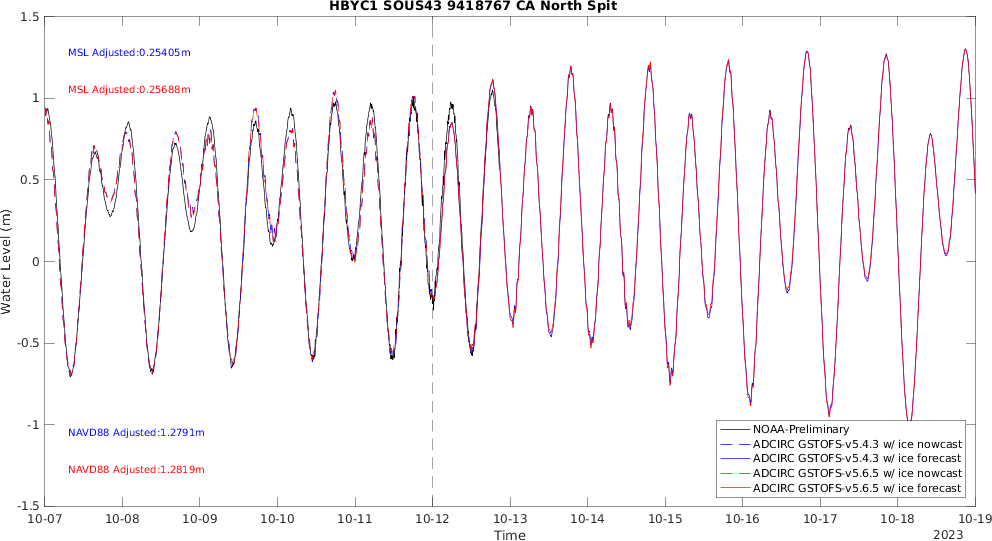 HBYC1 SOUS43 9418767 CA North Spit
1.5
1
0.5
0
-0.5
-1
-1.5
Water Level (m)
MSL Adjusted:0.25405m
MSL Adjusted:0.25688m
NAVD88 Adjusted:1.2791m
NAVD88 Adjusted:1.2819m
NOAA-Preliminary
ADCIRC GSTOFS-v5.4.3 w/ ice nowcast
ADCIRC GSTOFS-v5.4.3 w/ ice forecast
ADCIRC GSTOFS-v5.6.5 w/ ice nowcast
ADCIRC GSTOFS-v5.6.5 w/ ice forecast
10-07 10-08 10-09 10-10 10-11 10-12 10-13 10-14 10-15 10-16 10-17 10-18 10-19
Time
2023